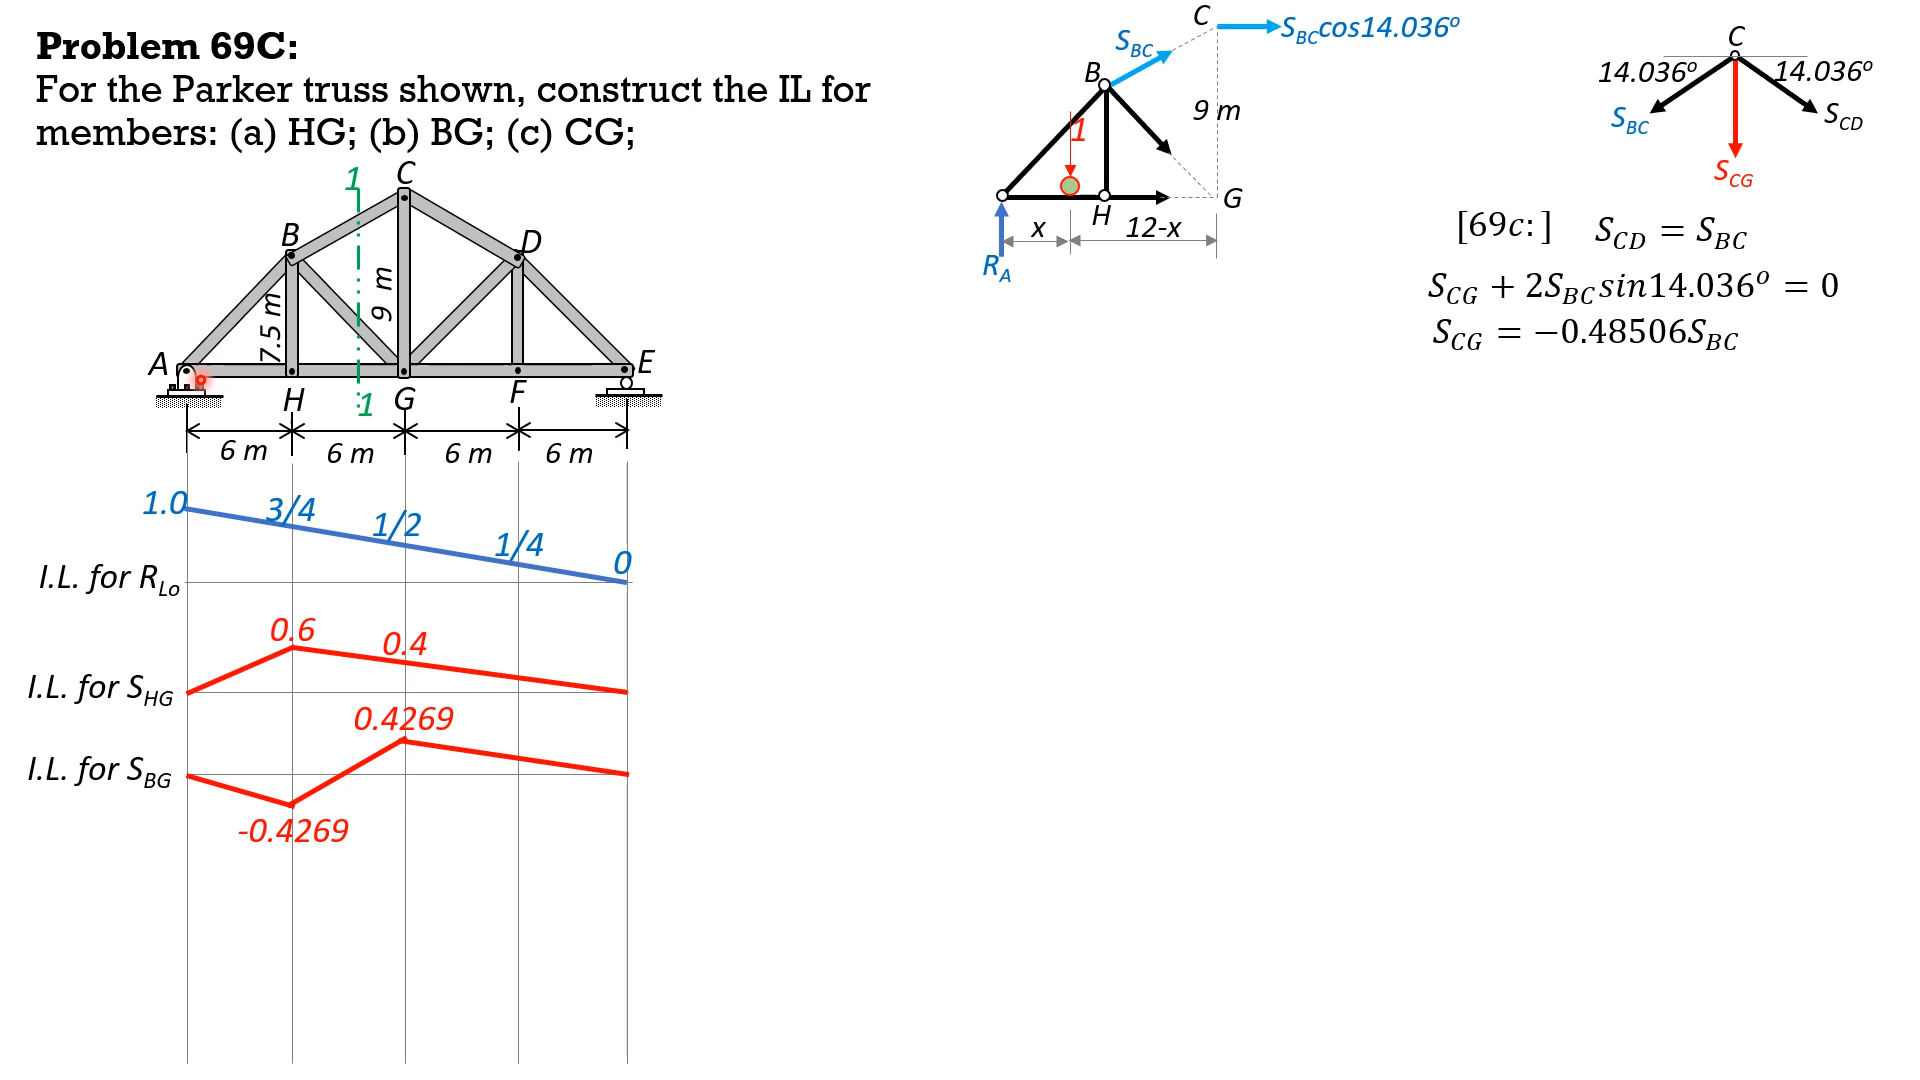 Problem 69C:
For the Parker truss shown, construct the IL for
members: (a) HG; (b) BG; (c) CG;
1
C
B
D
7.5 m
9 m
A
E
H
1
G
F
6 m
6 m
6 m
6 m
1.0
3/4
1/2
1/4
0
I.L. for R_Lo
0.6
0.4
I.L. for S_HG
0.4269
I.L. for S_BG
-0.4269
C
S_BC cos14.036°
S_BC
B
9 m
1
H
G
x
12-x
R_A
C
14.036°
14.036°
S_BC
S_CD
S_CG
[69c:] S_CD = S_BC
S_CG + 2S_BC sin14.036° = 0
S_CG = −0.48506S_BC